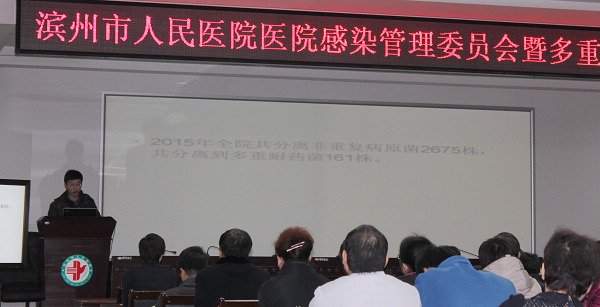 滨州市人民医院医院感染管理委员会暨多重
2015年全院共分离非重复病原菌2675株，
共分离到多重耐药菌161株。